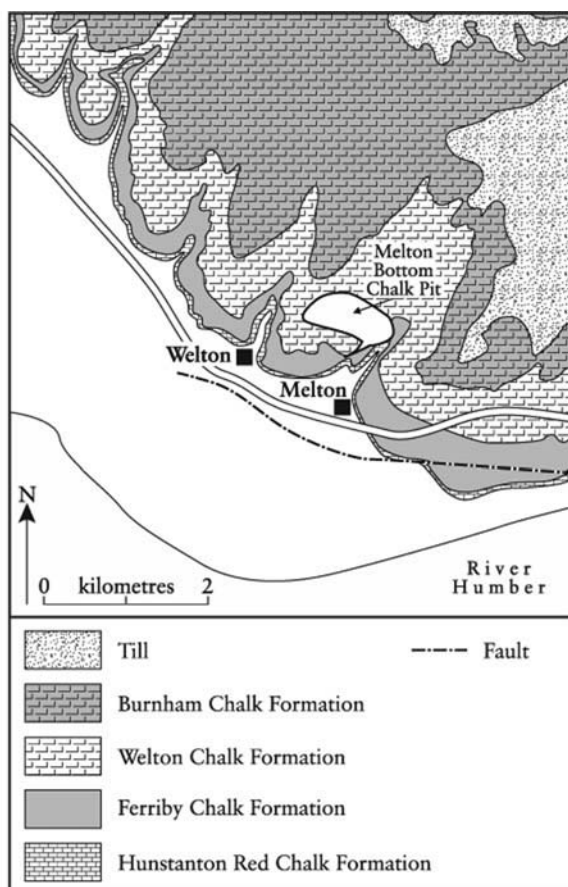 Melton
Bottom
Chalk Pit
Welton
Melton
N
0 kilometres 2
River
Humber
Till
Fault
Burnham Chalk Formation
Welton Chalk Formation
Ferriby Chalk Formation
Hunstanton Red Chalk Formation